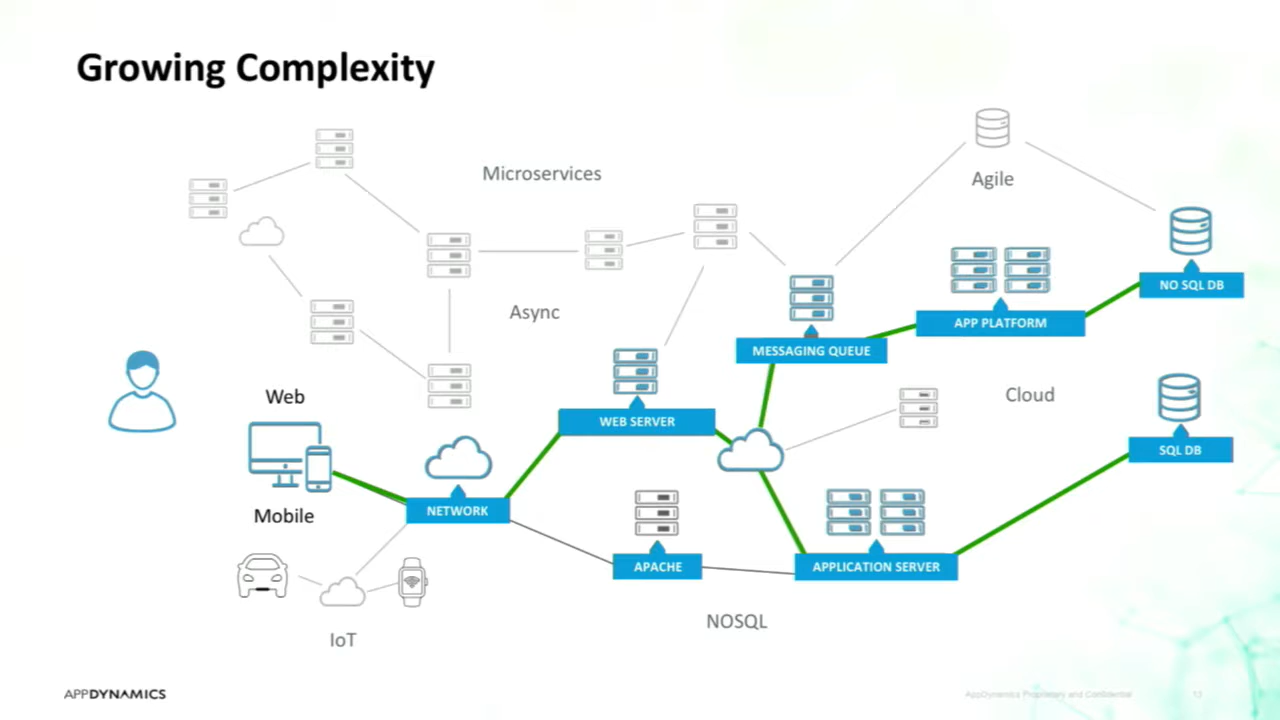 Growing Complexity
Microservices
Agile
Async
NO SQL DB
APP PLATFORM
MESSAGING QUEUE
Web
Cloud
WEB SERVER
SQL DB
Mobile
NETWORK
APACHE
APPLICATION SERVER
NOSQL
IoT
APPDYNAMICS
AppDynamics Proprietary and Confidential
13